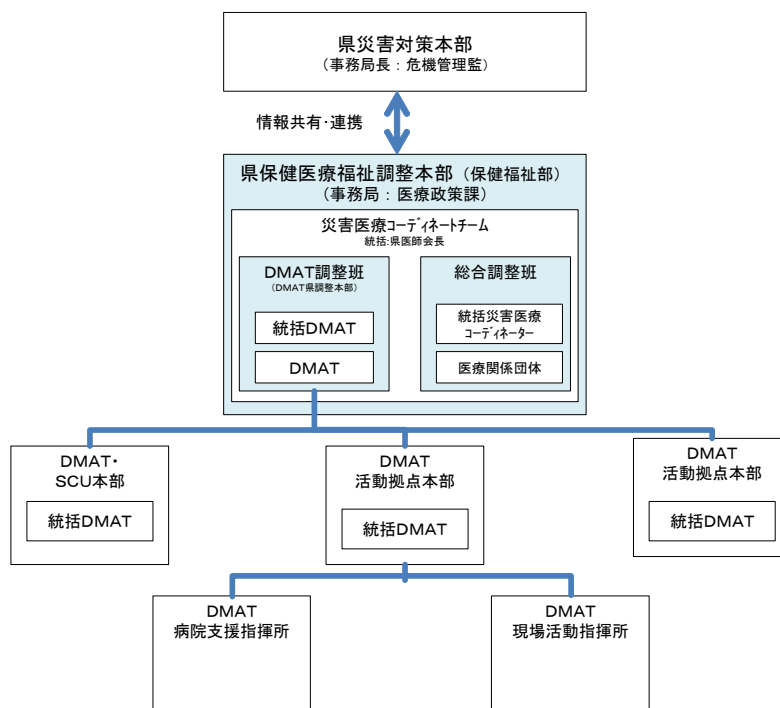 県災害対策本部
(事務局長：危機管理監)
情報共有･連携
県保健医療福祉調整本部（保健福祉部）
(事務局：医療政策課)
災害医療ｺｰﾃﾞｨﾈｰﾄﾁｰﾑ
統括:県医師会長
DMAT調整班
(DMAT県調整本部)
統括DMAT
DMAT
総合調整班
統括災害医療
ｺｰﾃﾞｨﾈｰﾀｰ
医療関係団体
DMAT・
SCU本部
統括DMAT
DMAT
活動拠点本部
統括DMAT
DMAT
活動拠点本部
統括DMAT
DMAT
病院支援指揮所
DMAT
現場活動指揮所